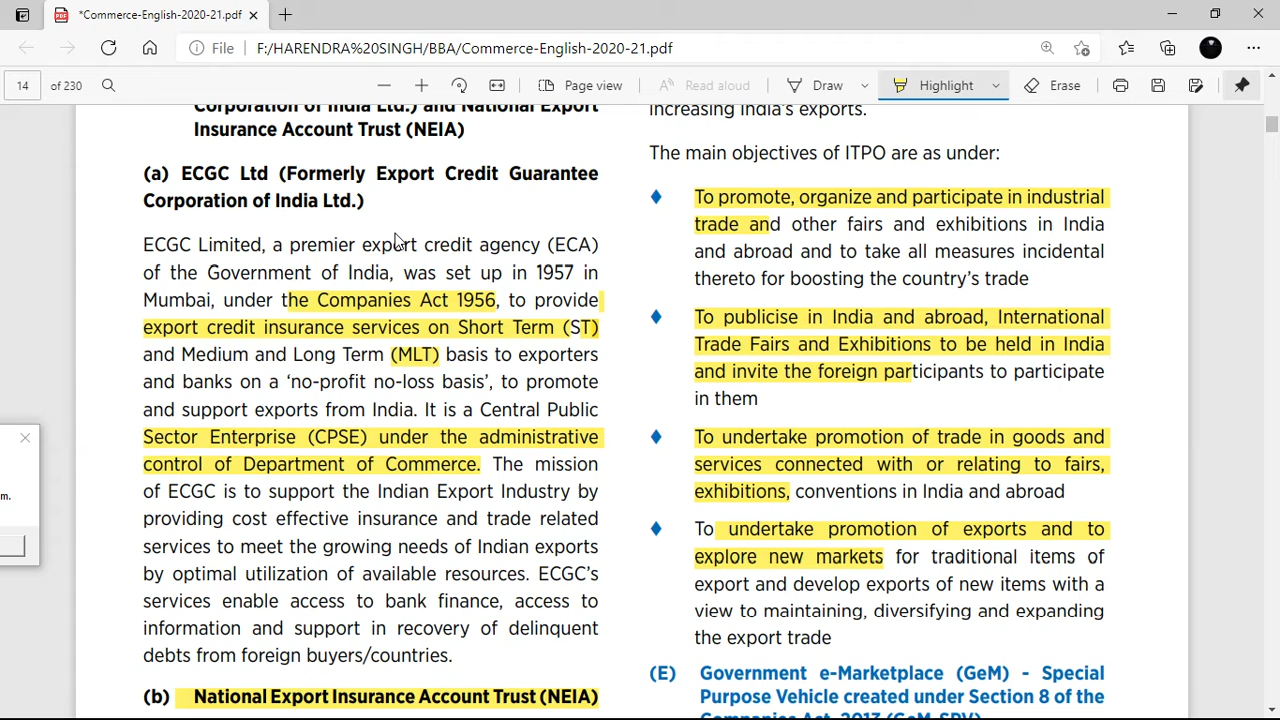 *Commerce-English-2020-21.pdf
File F:/HARENDRA%20SINGH/BBA/Commerce-English-2020-21.pdf
14 of 230 Page view Read aloud Draw Highlight Erase
Corporation of India Ltd.) and National Export
Insurance Account Trust (NEIA)
(a) ECGC Ltd (Formerly Export Credit Guarantee
Corporation of India Ltd.)
ECGC Limited, a premier export credit agency (ECA)
of the Government of India, was set up in 1957 in
Mumbai, under the Companies Act 1956, to provide
export credit insurance services on Short Term (ST)
and Medium and Long Term (MLT) basis to exporters
and banks on a ‘no-profit no-loss basis’, to promote
and support exports from India. It is a Central Public
Sector Enterprise (CPSE) under the administrative
control of Department of Commerce. The mission
of ECGC is to support the Indian Export Industry by
providing cost effective insurance and trade related
services to meet the growing needs of Indian exports
by optimal utilization of available resources. ECGC’s
services enable access to bank finance, access to
information and support in recovery of delinquent
debts from foreign buyers/countries.
(b) National Export Insurance Account Trust (NEIA)
increasing India’s exports.
The main objectives of ITPO are as under:
To promote, organize and participate in industrial
trade and other fairs and exhibitions in India
and abroad and to take all measures incidental
thereto for boosting the country’s trade
To publicise in India and abroad, International
Trade Fairs and Exhibitions to be held in India
and invite the foreign participants to participate
in them
To undertake promotion of trade in goods and
services connected with or relating to fairs,
exhibitions, conventions in India and abroad
To undertake promotion of exports and to
explore new markets for traditional items of
export and develop exports of new items with a
view to maintaining, diversifying and expanding
the export trade
(E) Government e-Marketplace (GeM) - Special
Purpose Vehicle created under Section 8 of the
Companies Act, 2013 (GeM-SPV)
m.